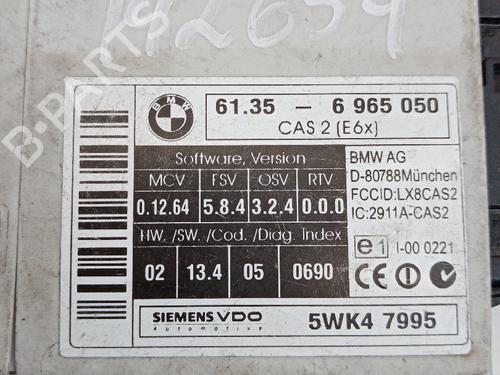 112654
B-PARTS
BMW
61.35 - 6 965 050
CAS 2 (E6x)
Software, Version
MCV FSV OSV RTV
0.12.64 5.8.4 3.2.4 0.0.0
HW. /SW. /Cod. /Diag. Index
02 13.4 05 0690
BMW AG
D-80788München
FCCID:LX8CAS2
IC:2911A-CAS2
e1 I-00 0221
CE N
SIEMENS VDO
Automotive
5WK4 7995